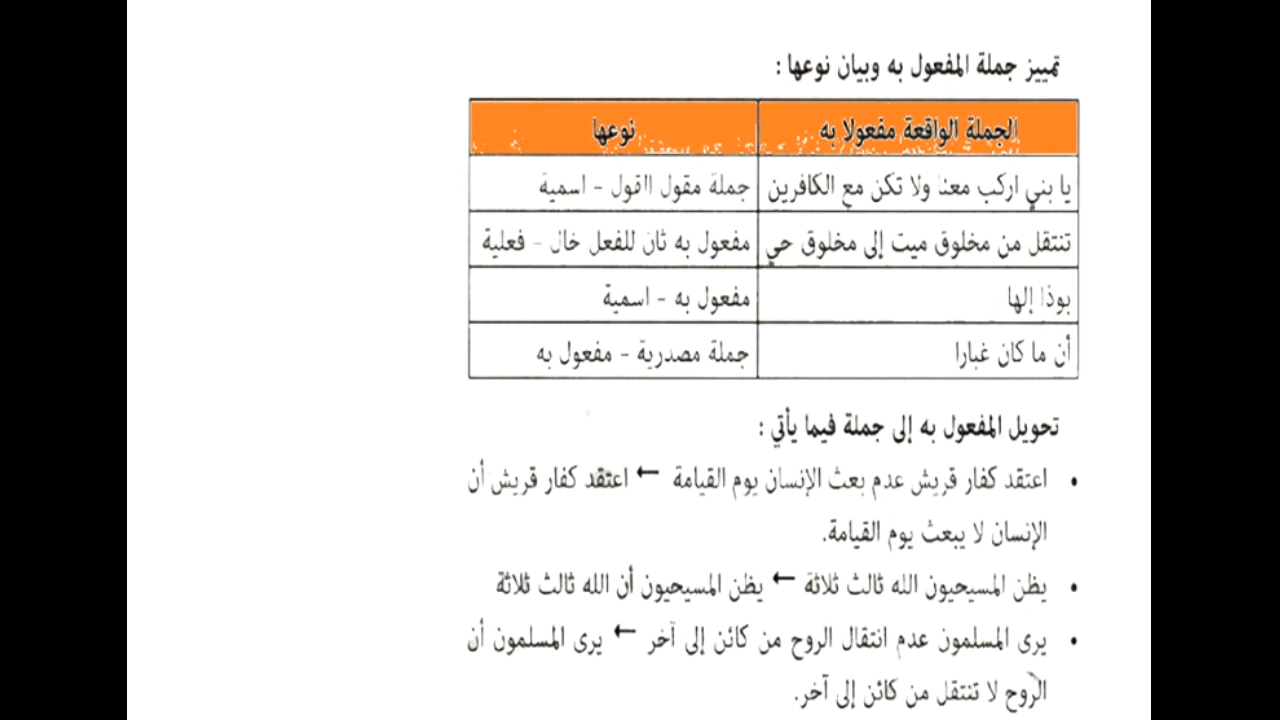 تمييز جملة المفعول به وبيان نوعها :
الجملة الواقعة مفعولا به نوعها
يا بني اركب معنا ولا تكن مع الكافرين جملة مقول القول - اسمية
تنتقل من مخلوق ميت إلى مخلوق حي مفعول به ثان للفعل خال - فعلية
بوذا إلها مفعول به - اسمية
أن ما كان غبارا جملة مصدرية - مفعول به
تحويل المفعول به إلى جملة فيما يأتي :
• اعتقد كفار قريش عدم بعث الإنسان يوم القيامة ← اعتقد كفار قريش أن
الإنسان لا يبعث يوم القيامة.
• يظن المسيحيون الله ثالث ثلاثة ← يظن المسيحيون أن الله ثالث ثلاثة
• يرى المسلمون عدم انتقال الروح من كائن إلى آخر ← يرى المسلمون أن
الروح لا تنتقل من كائن إلى آخر.